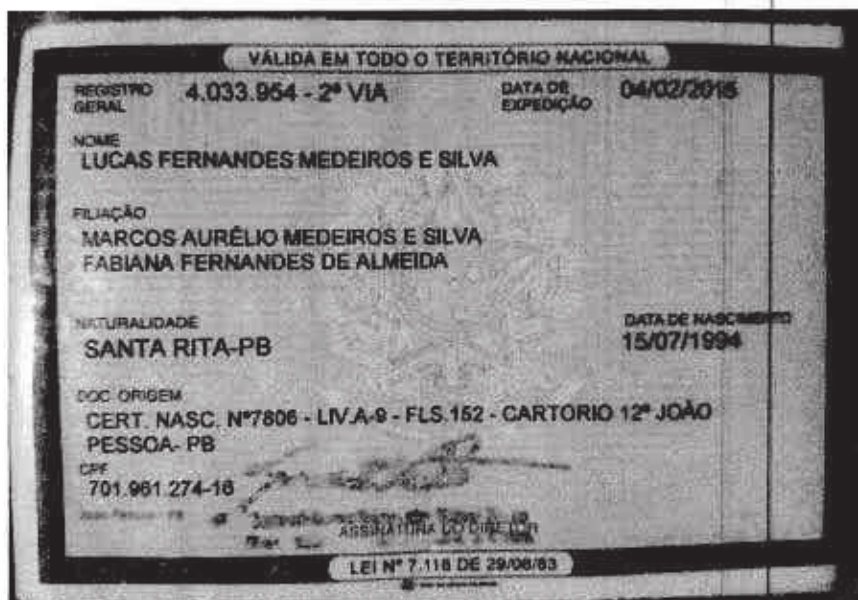 VÁLIDA EM TODO O TERRITÓRIO NACIONAL
REGISTRO GERAL 4.033.954 - 2ª VIA DATA DE EXPEDIÇÃO 04/02/2015
NOME
LUCAS FERNANDES MEDEIROS E SILVA
FILIAÇÃO
MARCOS AURÉLIO MEDEIROS E SILVA
FABIANA FERNANDES DE ALMEIDA
NATURALIDADE DATA DE NASCIMENTO
SANTA RITA-PB 15/07/1994
DOC ORIGEM
CERT. NASC. Nº7806 - LIV.A-9 - FLS.152 - CARTORIO 12º JOÃO
PESSOA- PB
CPF
701.961.274-16
ASSINATURA DO DIRETOR
LEI Nº 7.116 DE 29/08/83